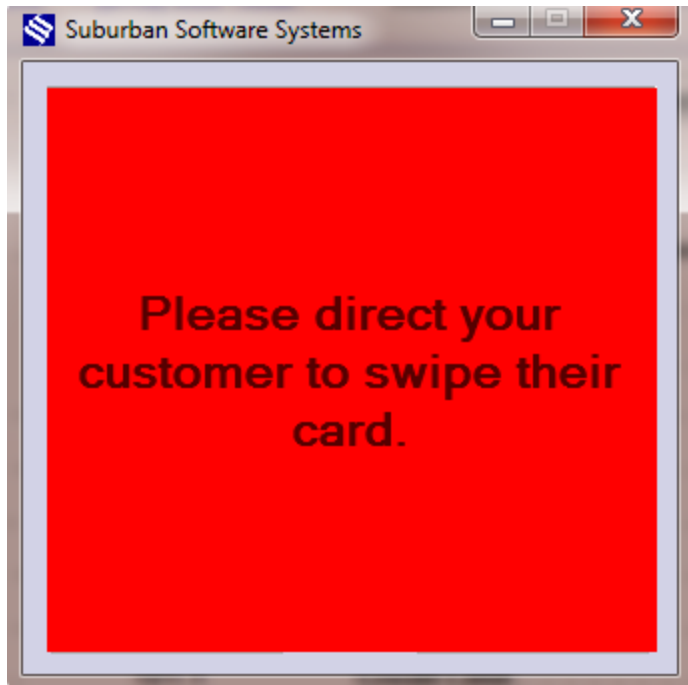 Suburban Software Systems
Please direct your
customer to swipe their
card.